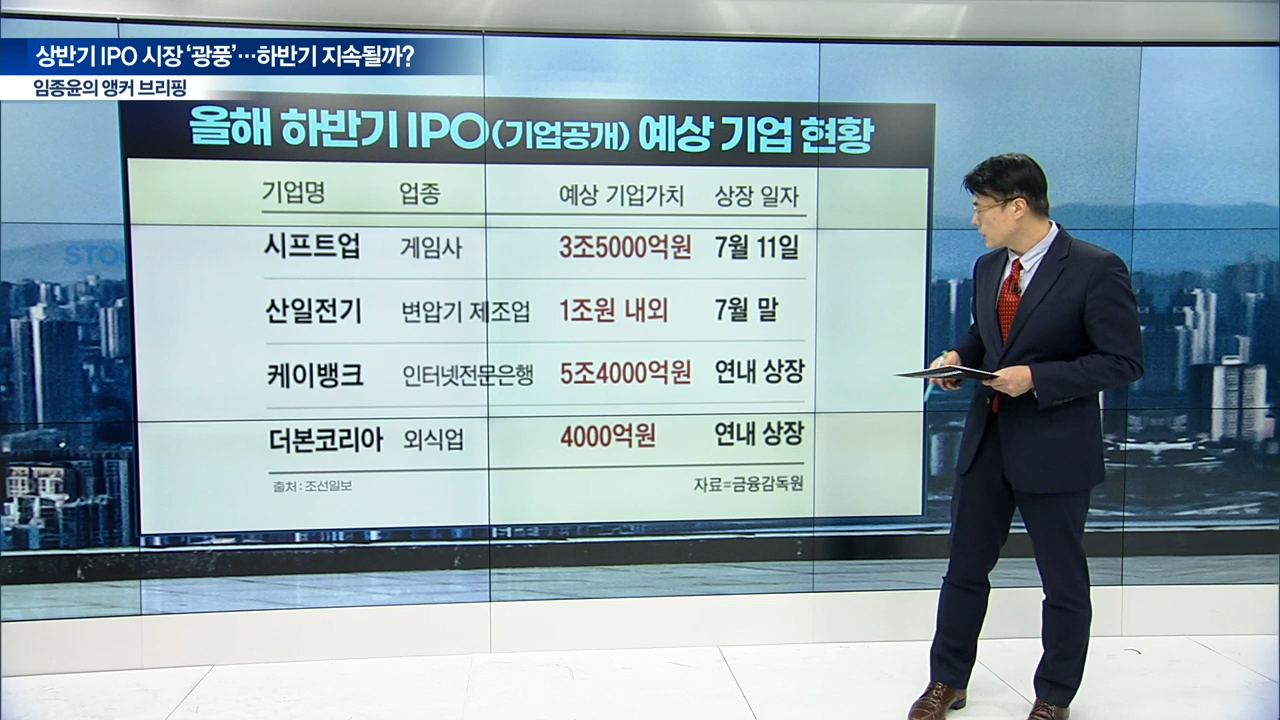 상반기 IPO 시장 ‘광풍’…하반기 지속될까?
임종윤의 앵커 브리핑
올해 하반기 IPO(기업공개) 예상 기업 현황
기업명 업종 예상 기업가치 상장 일자
시프트업 게임사 3조5000억원 7월 11일
산일전기 변압기 제조업 1조원 내외 7월 말
케이뱅크 인터넷전문은행 5조4000억원 연내 상장
더본코리아 외식업 4000억원 연내 상장
출처 : 조선일보 자료=금융감독원